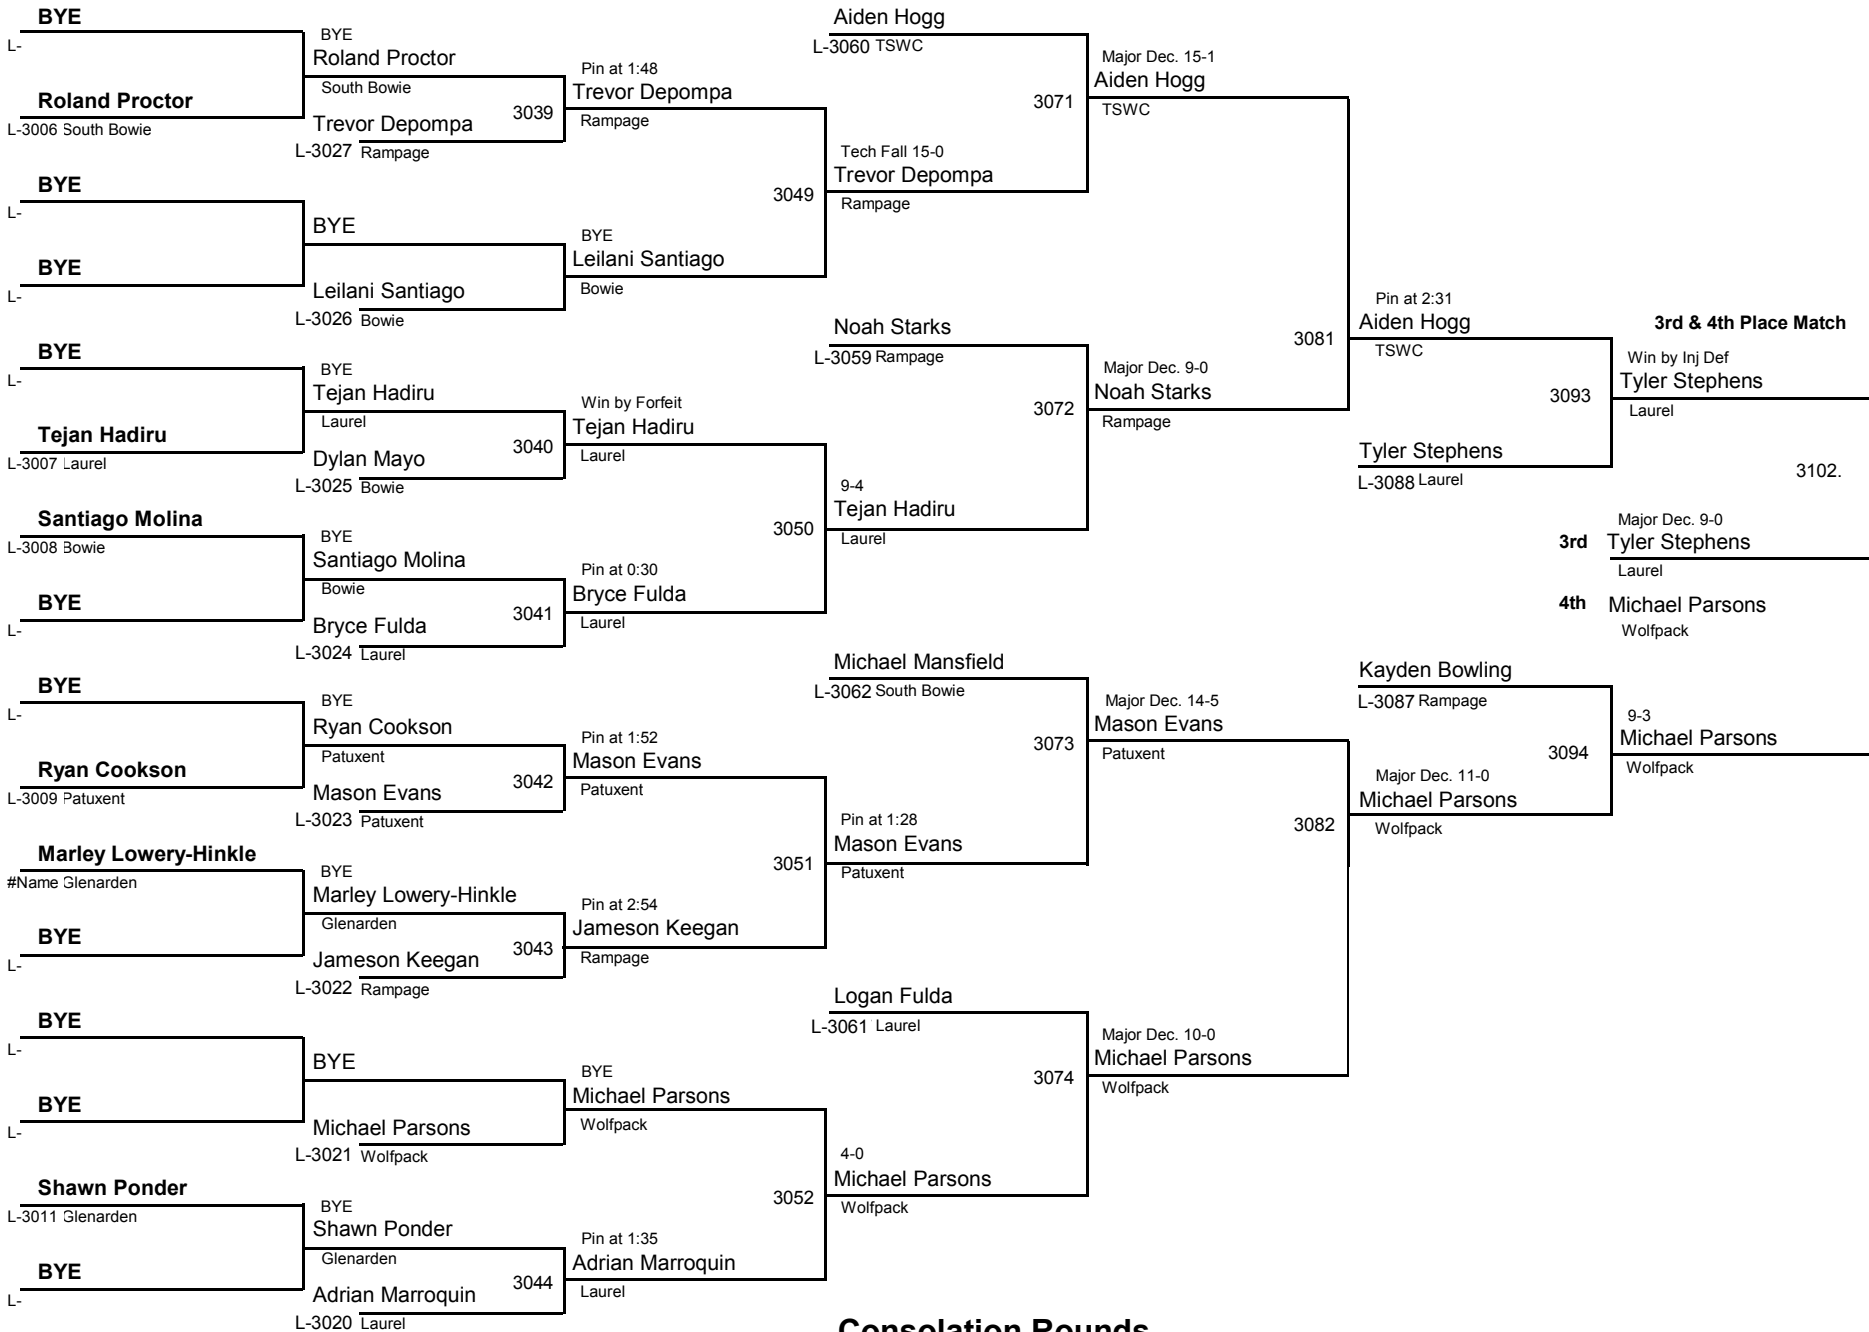 BYE
L-
Roland Proctor
L-3006 South Bowie
BYE
L-
BYE
L-
BYE
L-
Tejan Hadiru
L-3007 Laurel
Santiago Molina
L-3008 Bowie
BYE
L-
BYE
L-
Ryan Cookson
L-3009 Patuxent
Marley Lowery-Hinkle
#Name Glenarden
BYE
L-
BYE
L-
BYE
L-
Shawn Ponder
L-3011 Glenarden
BYE
L-
BYE
Roland Proctor
South Bowie
3039
Trevor Depompa
L-3027 Rampage
BYE
Leilani Santiago
L-3026 Bowie
BYE
Tejan Hadiru
Laurel
3040
Dylan Mayo
L-3025 Bowie
BYE
Santiago Molina
Bowie
3041
Bryce Fulda
L-3024 Laurel
BYE
Ryan Cookson
Patuxent
3042
Mason Evans
L-3023 Patuxent
BYE
Marley Lowery-Hinkle
Glenarden
3043
Jameson Keegan
L-3022 Rampage
BYE
Michael Parsons
L-3021 Wolfpack
BYE
Shawn Ponder
Glenarden
3044
Adrian Marroquin
L-3020 Laurel
Pin at 1:48
Trevor Depompa
Rampage
3049
BYE
Leilani Santiago
Bowie
Win by Forfeit
Tejan Hadiru
Laurel
3050
Pin at 0:30
Bryce Fulda
Laurel
Pin at 1:52
Mason Evans
Patuxent
3051
Pin at 2:54
Jameson Keegan
Rampage
BYE
Michael Parsons
Wolfpack
3052
Pin at 1:35
Adrian Marroquin
Laurel
Aiden Hogg
L-3060 TSWC
3071
Tech Fall 15-0
Trevor Depompa
Rampage
Noah Starks
L-3059 Rampage
3072
9-4
Tejan Hadiru
Laurel
Michael Mansfield
L-3062 South Bowie
3073
Pin at 1:28
Mason Evans
Patuxent
Logan Fulda
L-3061 Laurel
3074
4-0
Michael Parsons
Wolfpack
Major Dec. 15-1
Aiden Hogg
TSWC
3081
Major Dec. 9-0
Noah Starks
Rampage
Major Dec. 14-5
Mason Evans
Patuxent
3082
Major Dec. 10-0
Michael Parsons
Wolfpack
Pin at 2:31
Aiden Hogg
TSWC
3093
Tyler Stephens
L-3088 Laurel
Kayden Bowling
L-3087 Rampage
3094
Major Dec. 11-0
Michael Parsons
Wolfpack
3rd & 4th Place Match
Win by Inj Def
Tyler Stephens
Laurel
3102.
Major Dec. 9-0
3rd Tyler Stephens
Laurel
4th Michael Parsons
Wolfpack
9-3
Michael Parsons
Wolfpack
Consolation Rounds